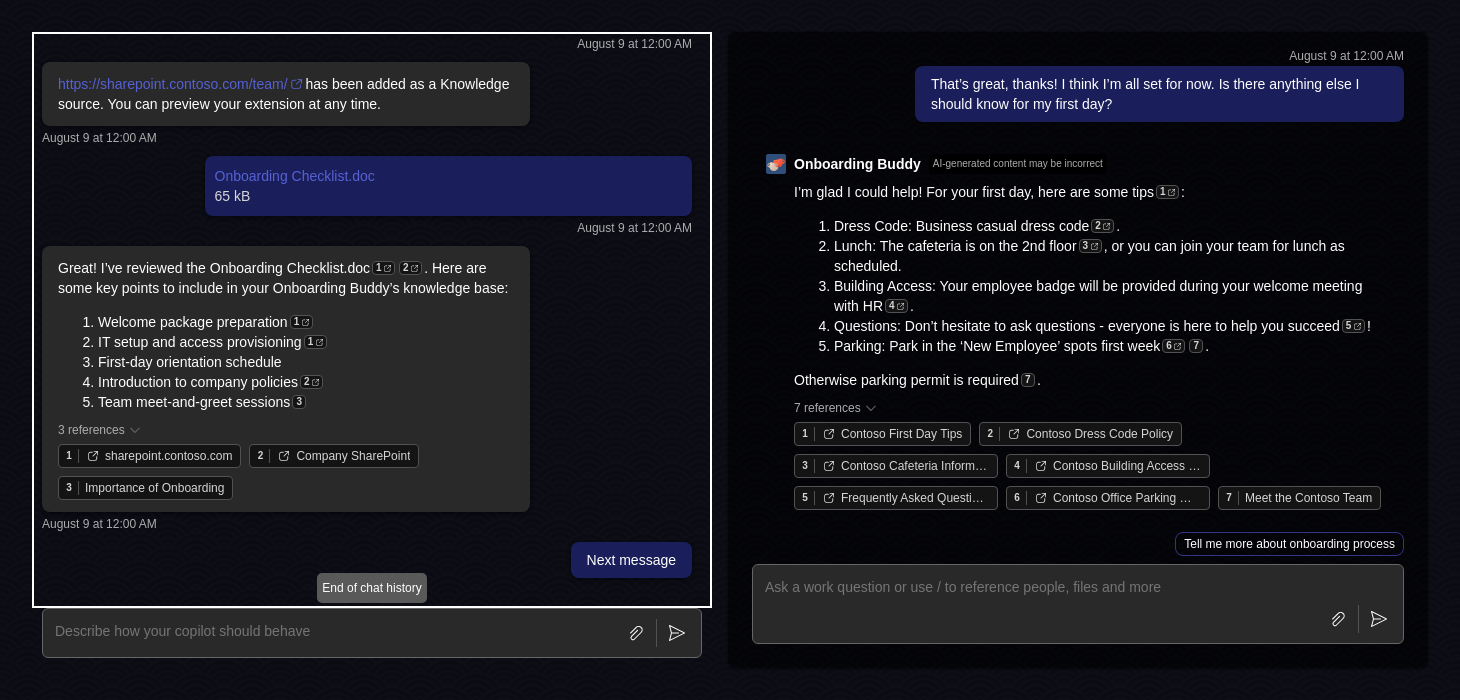 August 9 at 12:00 AM
https://sharepoint.contoso.com/team/ has been added as a Knowledge
source. You can preview your extension at any time.
August 9 at 12:00 AM
Onboarding Checklist.doc
65 kB
August 9 at 12:00 AM
Great! I’ve reviewed the Onboarding Checklist.doc 1 2 . Here are
some key points to include in your Onboarding Buddy’s knowledge base:
1. Welcome package preparation 1
2. IT setup and access provisioning 1
3. First-day orientation schedule
4. Introduction to company policies 2
5. Team meet-and-greet sessions 3
3 references
1 sharepoint.contoso.com 2 Company SharePoint
3 Importance of Onboarding
August 9 at 12:00 AM
Next message
End of chat history
Describe how your copilot should behave
August 9 at 12:00 AM
That’s great, thanks! I think I’m all set for now. Is there anything else I
should know for my first day?
Onboarding Buddy AI-generated content may be incorrect
I’m glad I could help! For your first day, here are some tips 1 :
1. Dress Code: Business casual dress code 2 .
2. Lunch: The cafeteria is on the 2nd floor 3 , or you can join your team for lunch as
scheduled.
3. Building Access: Your employee badge will be provided during your welcome meeting
with HR 4 .
4. Questions: Don’t hesitate to ask questions - everyone is here to help you succeed 5 !
5. Parking: Park in the ‘New Employee’ spots first week 6 7 .
Otherwise parking permit is required 7 .
7 references
1 Contoso First Day Tips 2 Contoso Dress Code Policy
3 Contoso Cafeteria Inform… 4 Contoso Building Access …
5 Frequently Asked Questi… 6 Contoso Office Parking … 7 Meet the Contoso Team
Tell me more about onboarding process
Ask a work question or use / to reference people, files and more